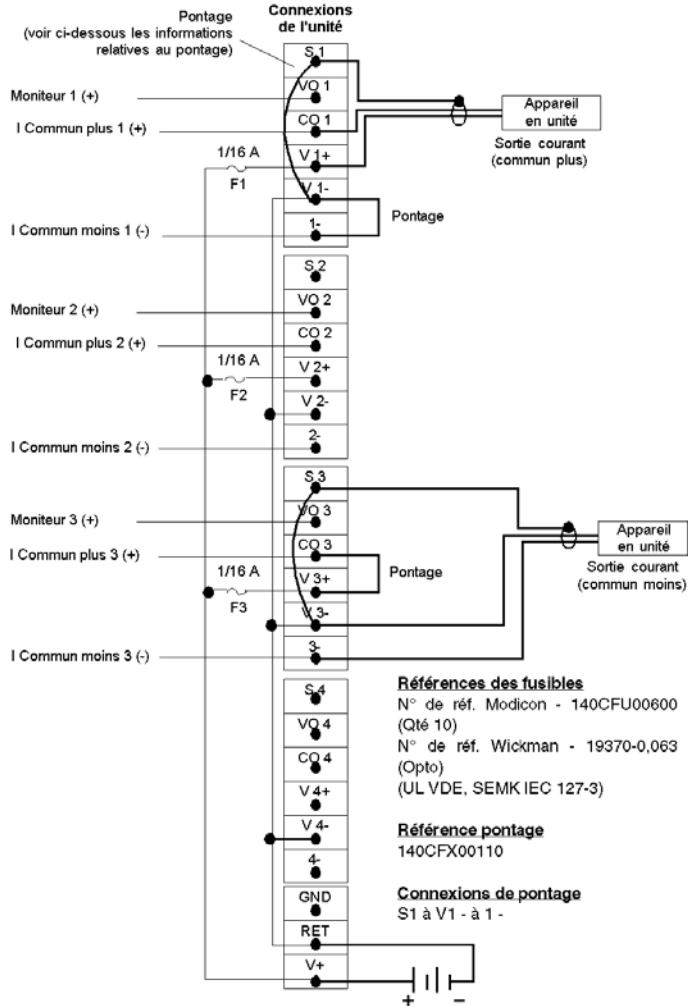 Pontage
(voir ci-dessous les informations
relatives au pontage)
Connexions
de l'unité
S 1
VO 1
Moniteur 1 (+)
CO 1
I Commun plus 1 (+)
V 1+
1/16 A
F1
V 1-
1-
I Commun moins 1 (-)
Pontage
Appareil
en unité
Sortie courant
(commun plus)
S 2
VO 2
Moniteur 2 (+)
CO 2
I Commun plus 2 (+)
V 2+
1/16 A
F2
V 2-
2-
I Commun moins 2 (-)
S 3
VO 3
Moniteur 3 (+)
CO 3
I Commun plus 3 (+)
V 3+
1/16 A
F3
V 3-
3-
I Commun moins 3 (-)
Pontage
Appareil
en unité
Sortie courant
(commun moins)
S 4
VO 4
CO 4
V 4+
V 4-
4-
GND
RET
V+
+ −
Références des fusibles
N° de réf. Modicon - 140CFU00600
(Qté 10)
N° de réf. Wickman - 19370-0,063
(Opto)
(UL VDE, SEMK IEC 127-3)
Référence pontage
140CFX00110
Connexions de pontage
S1 à V1 - à 1 -